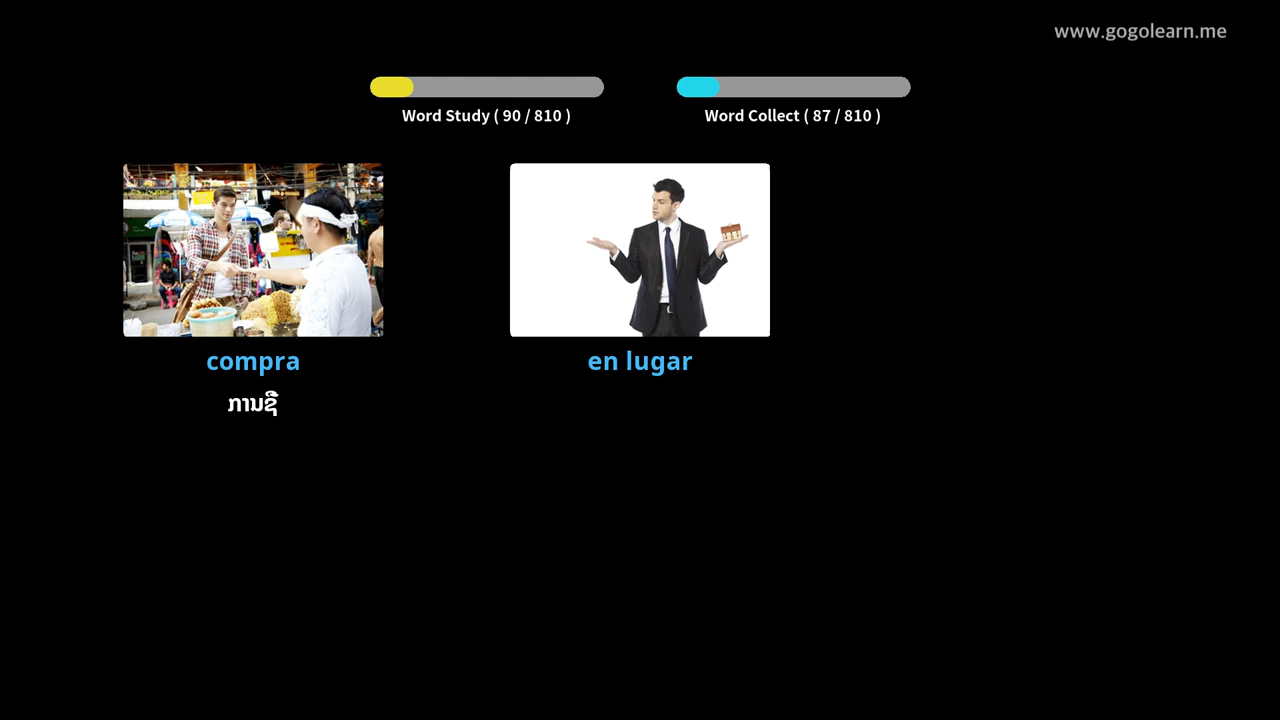 www.gogolearn.me
Word Study ( 90 / 810 )
Word Collect ( 87 / 810 )
compra
en lugar
ການຊື້